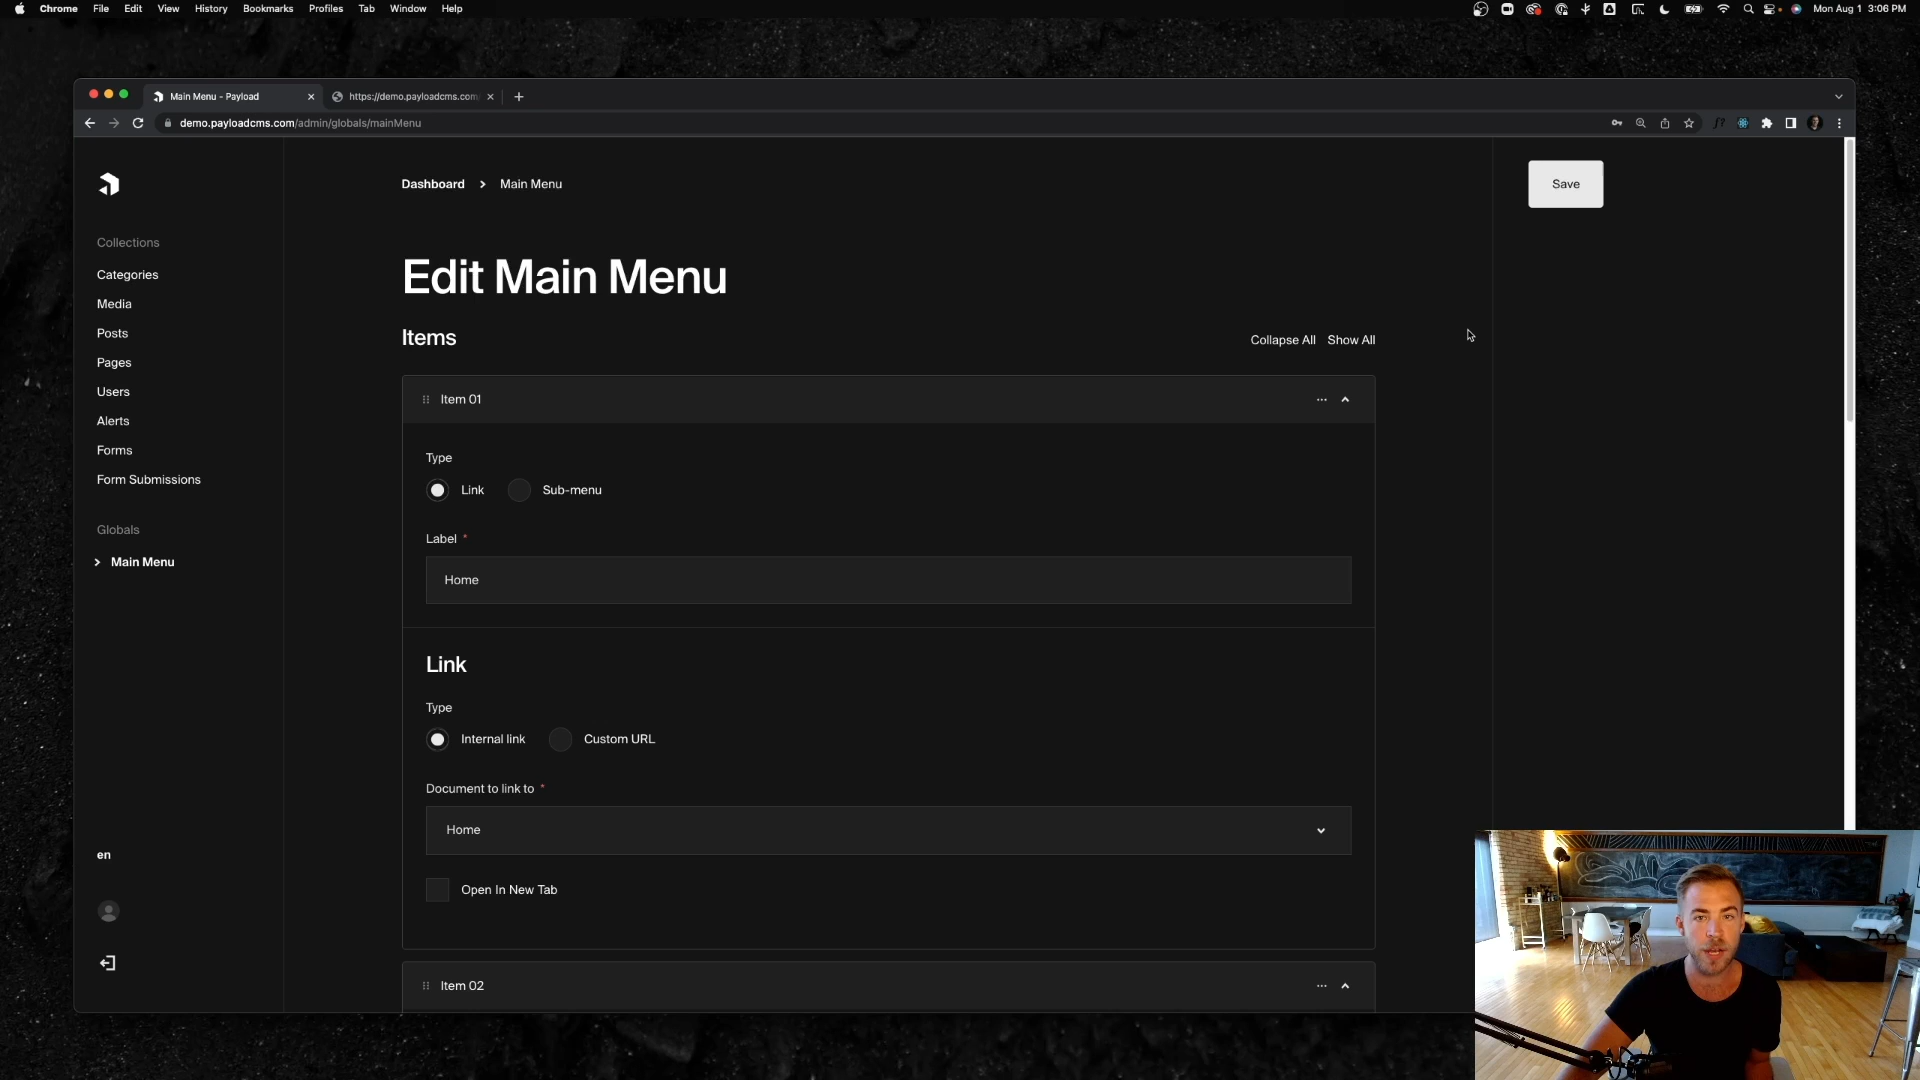 Chrome File Edit View History Bookmarks Profiles Tab Window Help
Mon Aug 1 3:06 PM
Main Menu - Payload
https://demo.payloadcms.com
demo.payloadcms.com/admin/globals/mainMenu
Dashboard Main Menu
Save
Collections
Categories
Media
Posts
Pages
Users
Alerts
Forms
Form Submissions
Globals
Main Menu
en
Edit Main Menu
Items
Collapse All Show All
Item 01
Type
Link Sub-menu
Label *
Home
Link
Type
Internal link Custom URL
Document to link to *
Home
Open In New Tab
Item 02